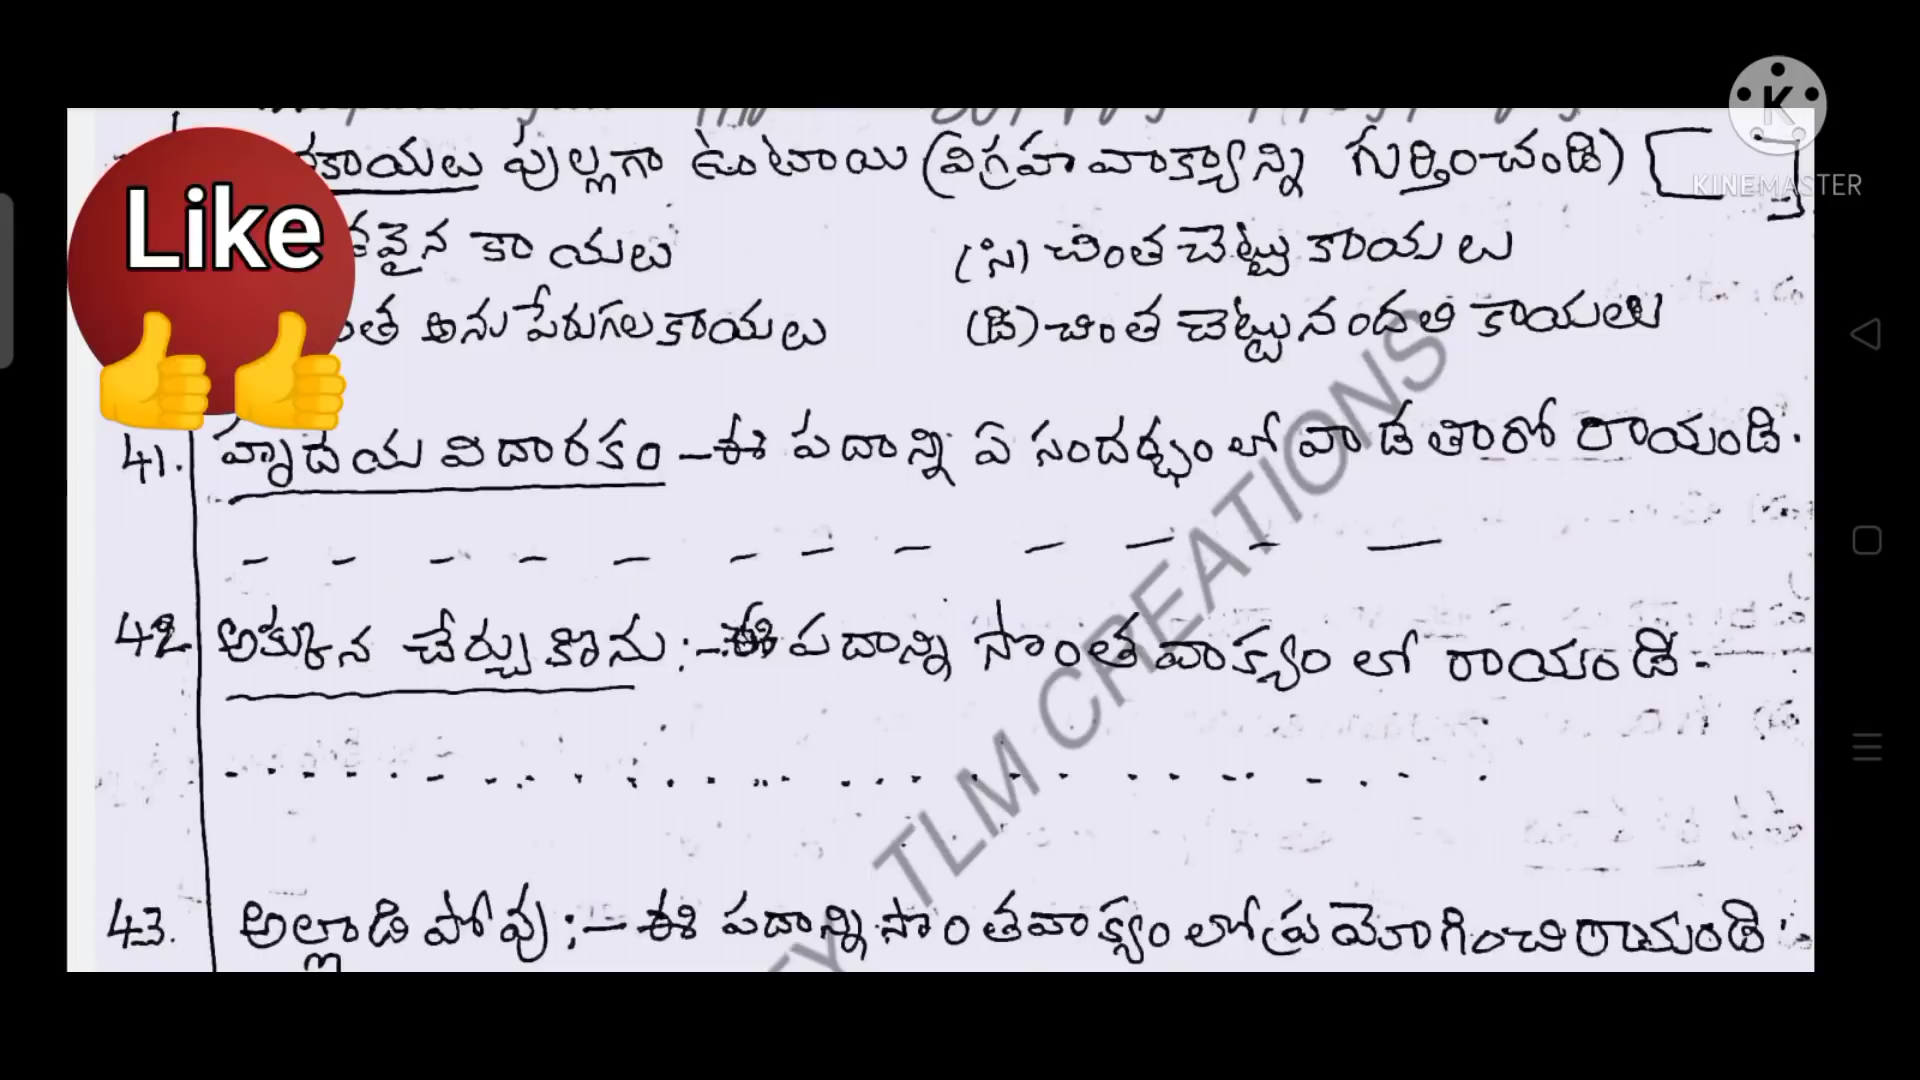 కాయలు పుల్లగా ఉంటాయి (విగ్రహ వాక్యాన్ని గుర్తించండి) [ ]
KINEMASTER
Like
వైన కాయలు
(సి) చింత చెట్టు కాయలు
అను పేరుగల కాయలు
(డి) చింత చెట్టునందలి కాయలు
41. హృదయ విదారకం - ఈ పదాన్ని ఏ సందర్భం లో వాడతారో రాయండి.
42. అక్కున చేర్చుకొను :- ఈ పదాన్ని సొంత వాక్యం లో రాయండి.
43. అల్లాడి పోవు :- ఈ పదాన్ని సొంతవాక్యం లో ప్రయోగించి రాయండి.
TLM CREATIONS